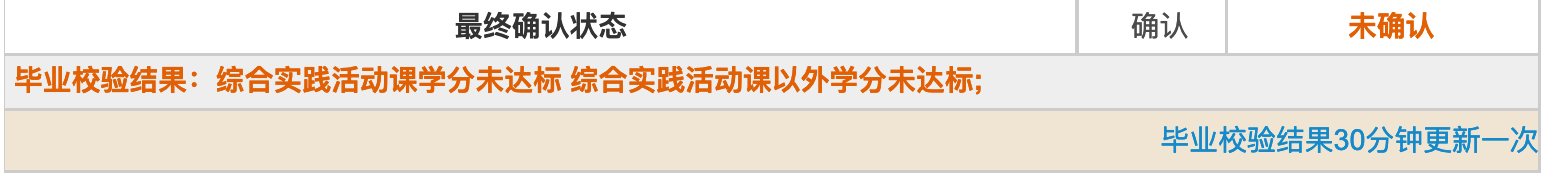 最终确认状态 确认 未确认
毕业校验结果：综合实践活动课学分未达标 综合实践活动课以外学分未达标;
毕业校验结果30分钟更新一次